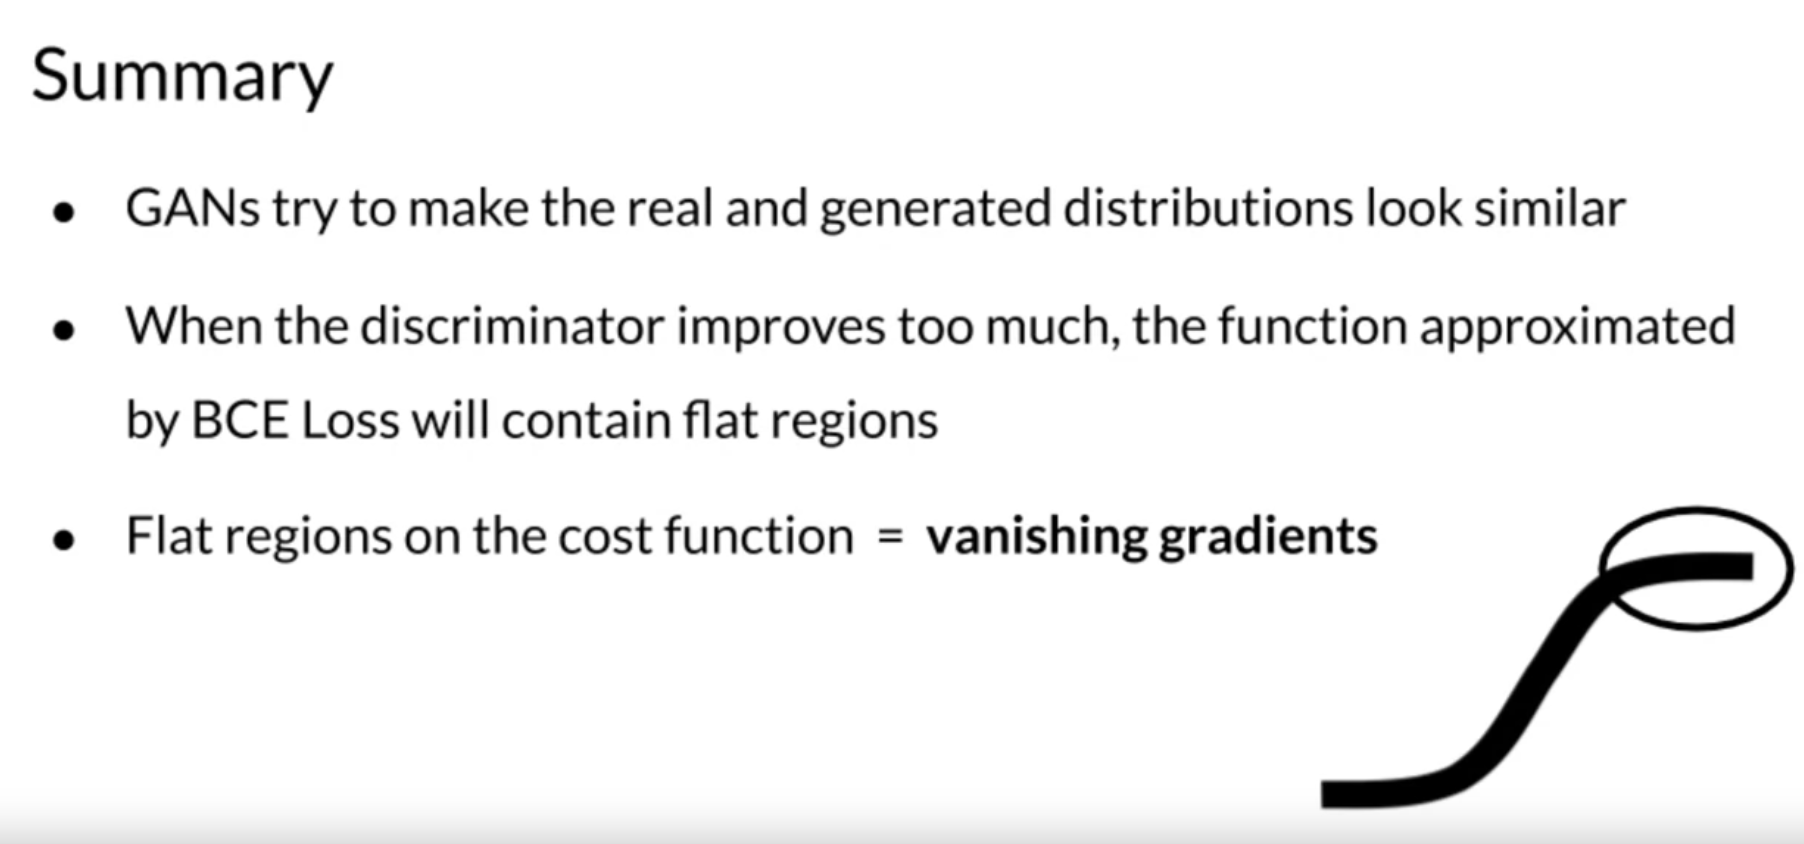 Summary
● GANs try to make the real and generated distributions look similar
● When the discriminator improves too much, the function approximated
by BCE Loss will contain flat regions
● Flat regions on the cost function = vanishing gradients